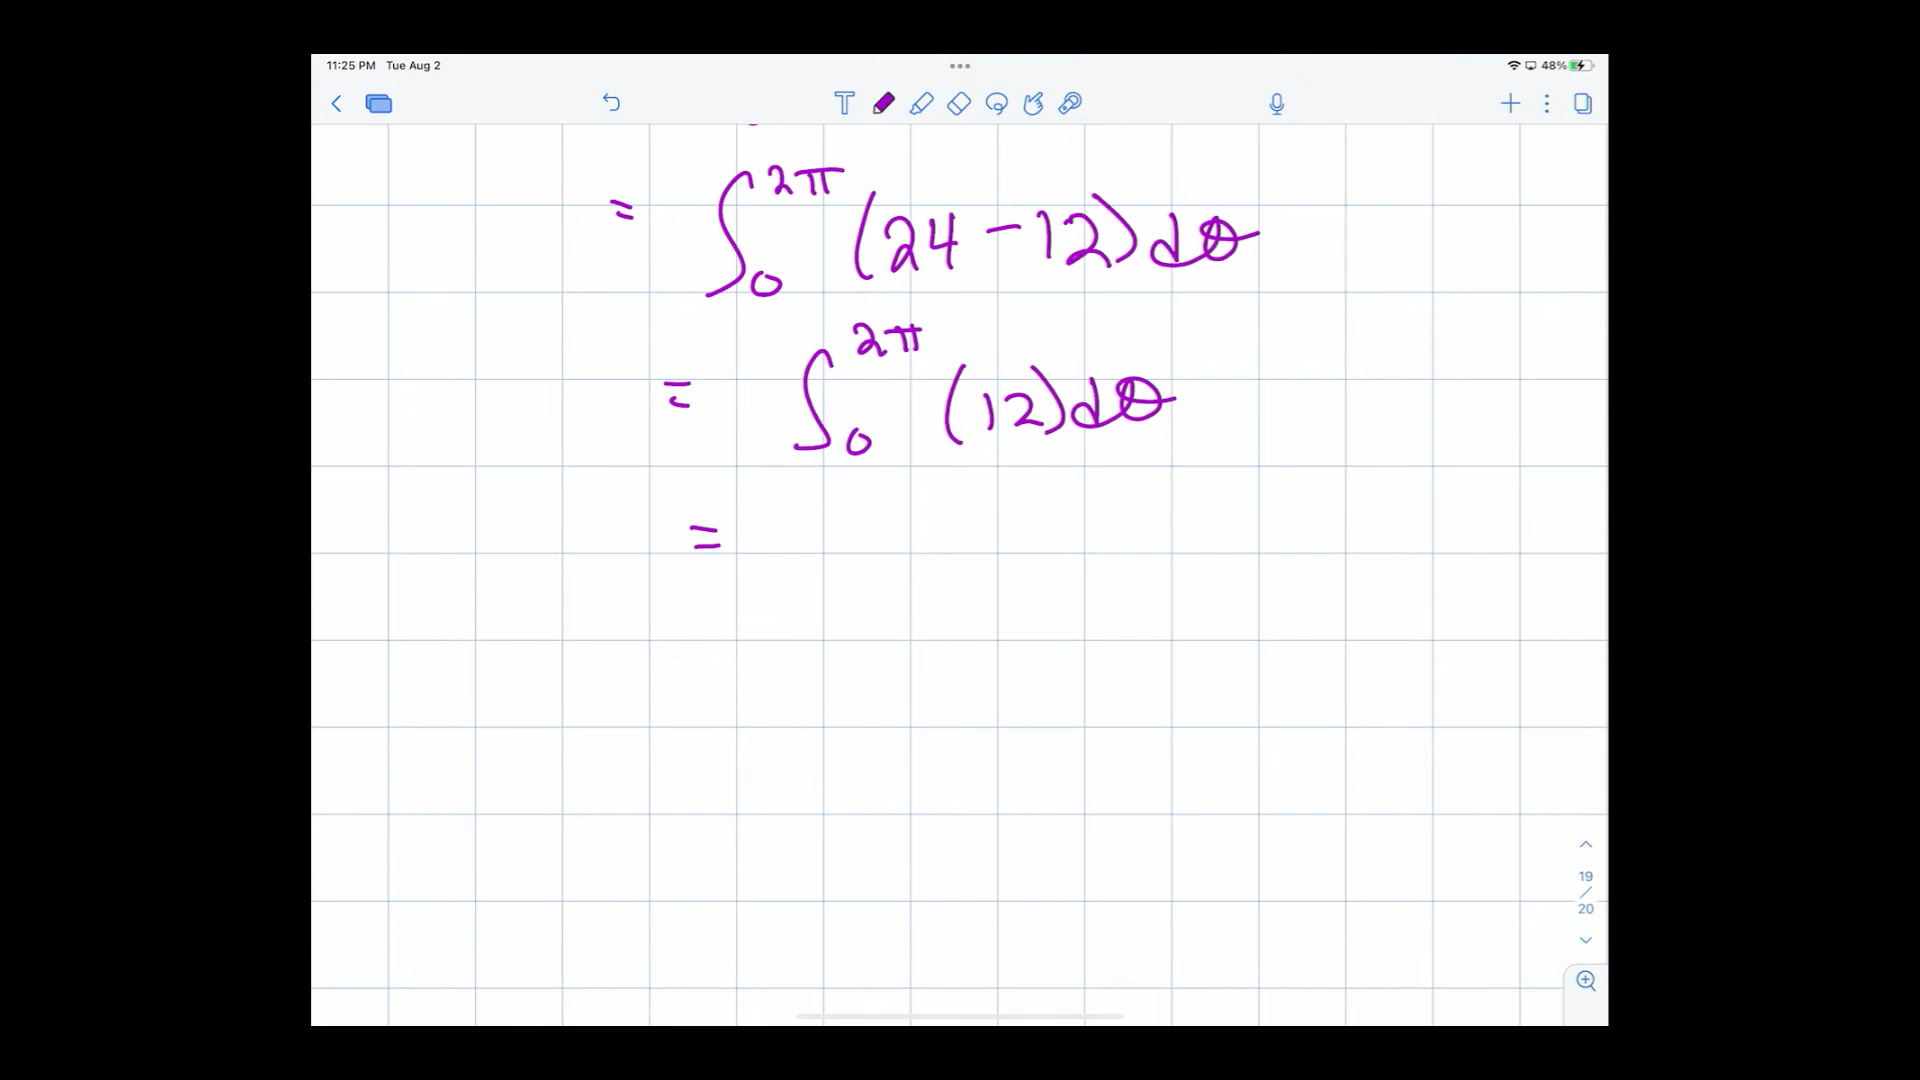 11:25 PM Tue Aug 2
48%
T
= ∫₀^{2π} (24 - 12) dθ
= ∫₀^{2π} (12) dθ
=
19
/
20